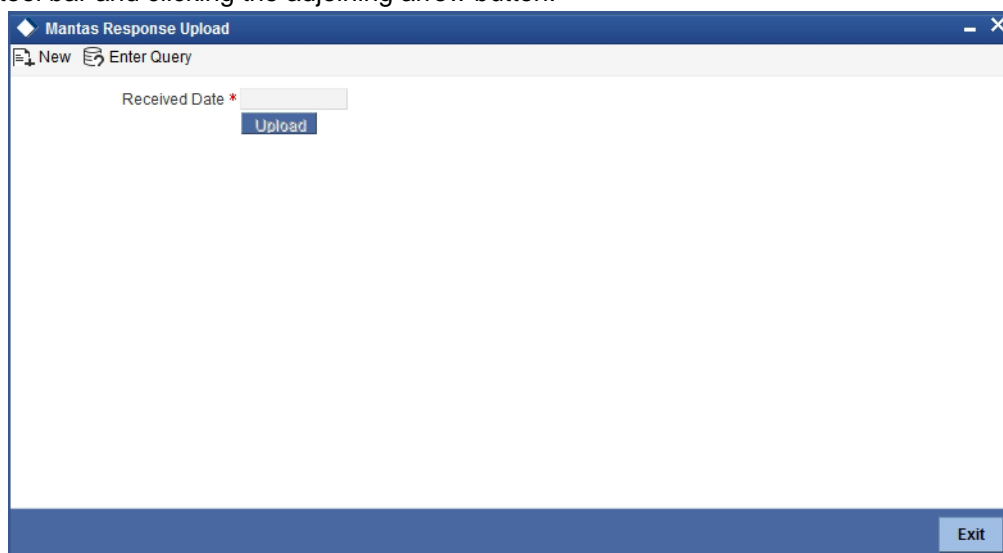 tool bar and clicking the adjoining arrow button.
Mantas Response Upload
New Enter Query
Received Date *
Upload
Exit